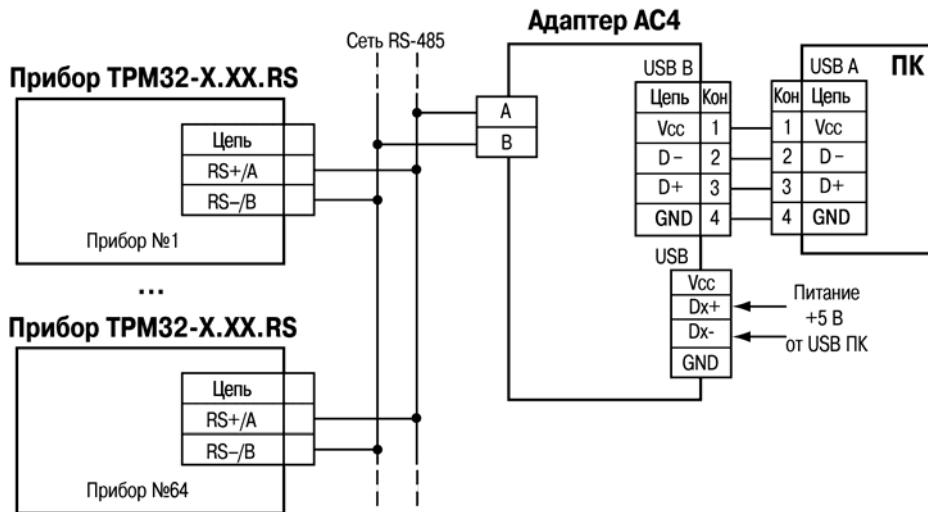 Адаптер АС4
Сеть RS-485
Прибор ТРМ32-Х.ХХ.RS
Цепь
RS+/A
RS–/B
Прибор №1
...
Прибор ТРМ32-Х.ХХ.RS
Цепь
RS+/A
RS–/B
Прибор №64
A
B
USB B
Цепь Кон
Vcc 1
D - 2
D+ 3
GND 4
USB
Vcc
Dx+
Dx-
GND
ПК
USB A
Кон Цепь
1 Vcc
2 D -
3 D+
4 GND
Питание
+5 В
от USB ПК